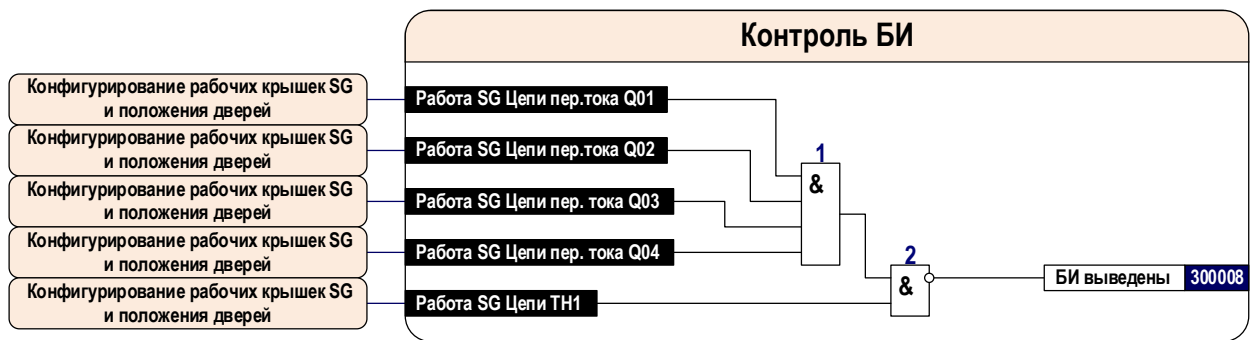 Контроль БИ
Конфигурирование рабочих крышек SG
и положения дверей
Работа SG Цепи пер.тока Q01
Конфигурирование рабочих крышек SG
и положения дверей
Работа SG Цепи пер.тока Q02
1
&
Конфигурирование рабочих крышек SG
и положения дверей
Работа SG Цепи пер. тока Q03
Конфигурирование рабочих крышек SG
и положения дверей
Работа SG Цепи пер. тока Q04
2
&
БИ выведены 300008
Конфигурирование рабочих крышек SG
и положения дверей
Работа SG Цепи ТН1